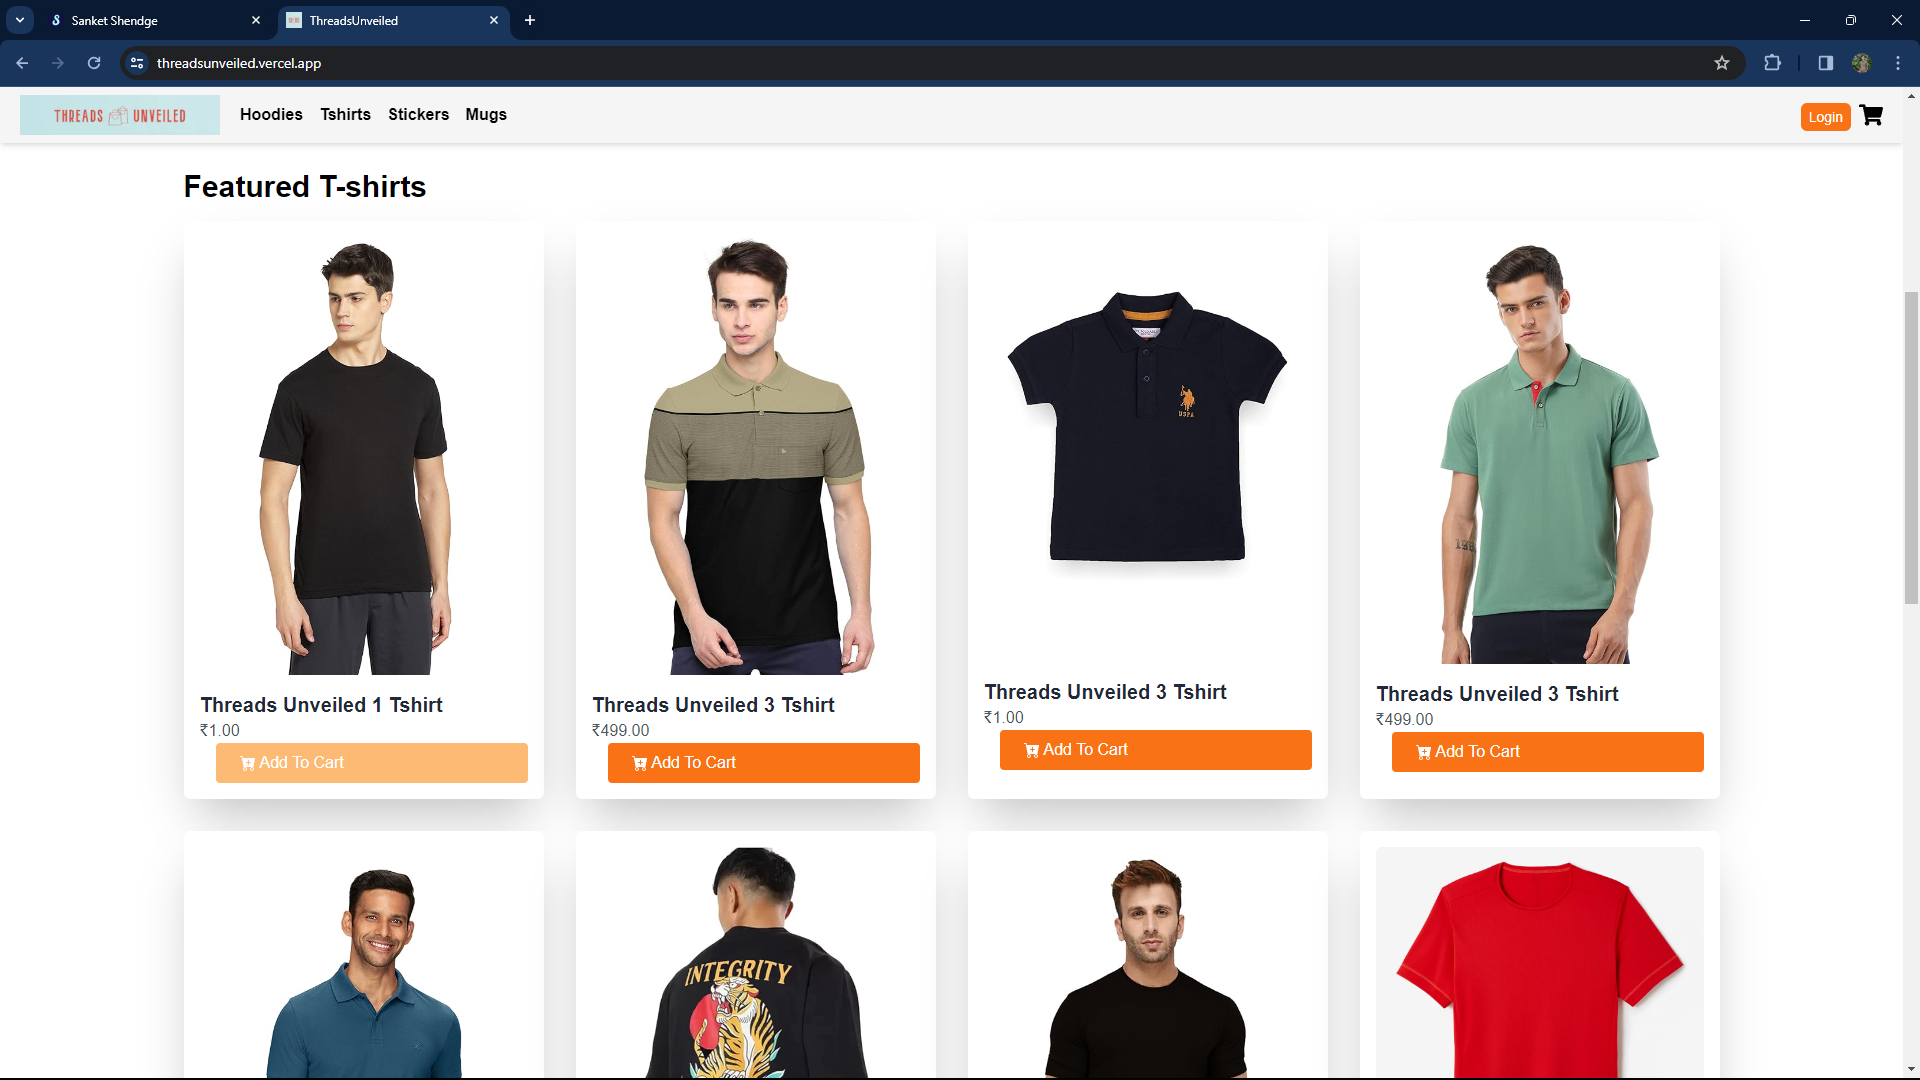 Sanket Shendge
ThreadsUnveiled
threadsunveiled.vercel.app
THREADS UNVEILED
Hoodies Tshirts Stickers Mugs
Login
Featured T-shirts
USPA
Threads Unveiled 1 Tshirt
₹1.00
Add To Cart
Threads Unveiled 3 Tshirt
₹499.00
Add To Cart
Threads Unveiled 3 Tshirt
₹1.00
Add To Cart
Threads Unveiled 3 Tshirt
₹499.00
Add To Cart
INTEGRITY